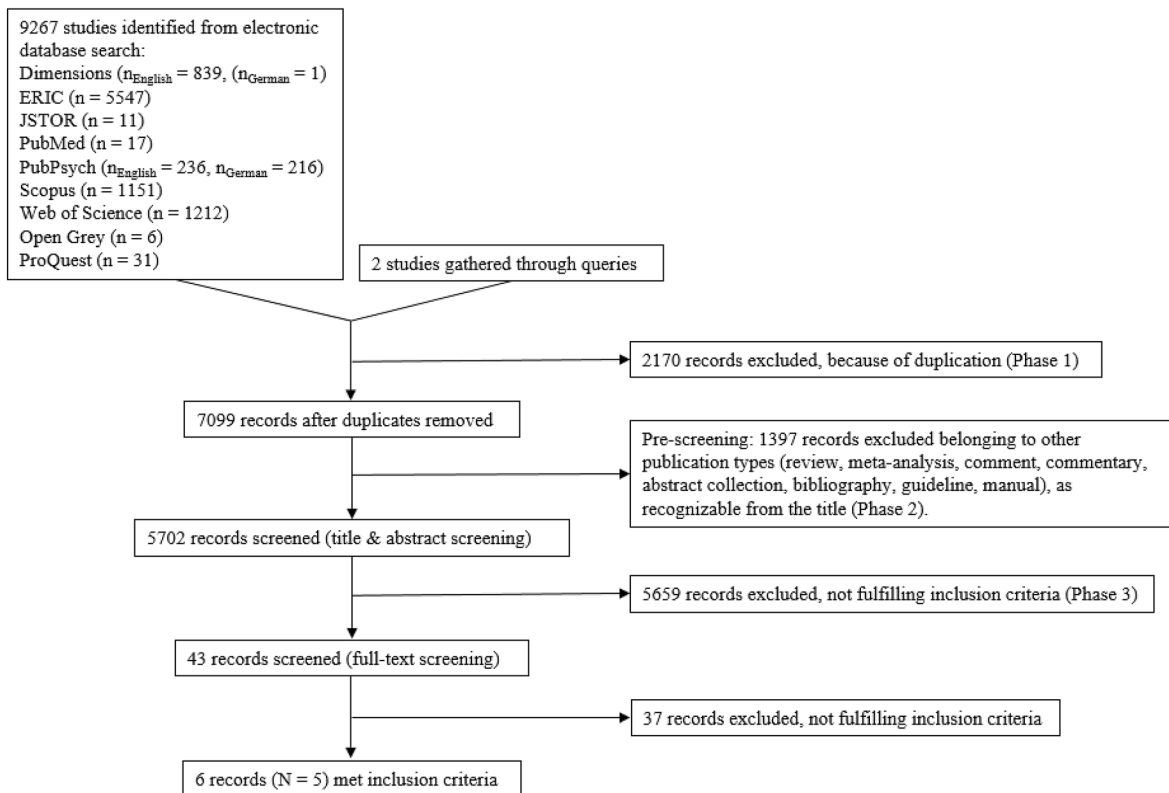 9267 studies identified from electronic
database search:
Dimensions (nEnglish = 839, (nGerman = 1)
ERIC (n = 5547)
JSTOR (n = 11)
PubMed (n = 17)
PubPsych (nEnglish = 236, nGerman = 216)
Scopus (n = 1151)
Web of Science (n = 1212)
Open Grey (n = 6)
ProQuest (n = 31)
2 studies gathered through queries
2170 records excluded, because of duplication (Phase 1)
7099 records after duplicates removed
Pre-screening: 1397 records excluded belonging to other
publication types (review, meta-analysis, comment, commentary,
abstract collection, bibliography, guideline, manual), as
recognizable from the title (Phase 2).
5702 records screened (title & abstract screening)
5659 records excluded, not fulfilling inclusion criteria (Phase 3)
43 records screened (full-text screening)
37 records excluded, not fulfilling inclusion criteria
6 records (N = 5) met inclusion criteria